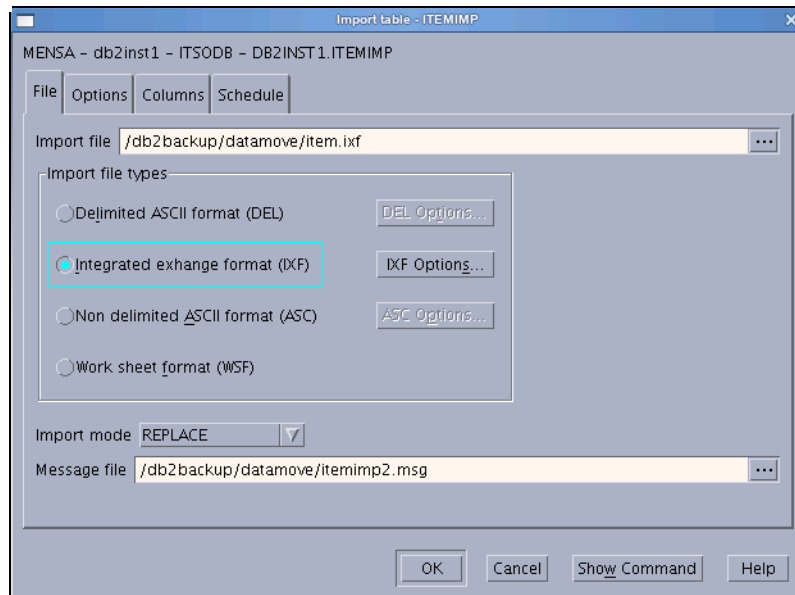 Import table - ITEMIMP
MENSA - db2inst1 - ITSODB - DB2INST1.ITEMIMP
File Options Columns Schedule
Import file /db2backup/datamove/item.ixf ...
Import file types
Delimited ASCII format (DEL) DEL Options...
Integrated exhange format (IXF) IXF Options...
Non delimited ASCII format (ASC) ASC Options...
Work sheet format (WSF)
Import mode REPLACE
Message file /db2backup/datamove/itemimp2.msg ...
OK Cancel Show Command Help